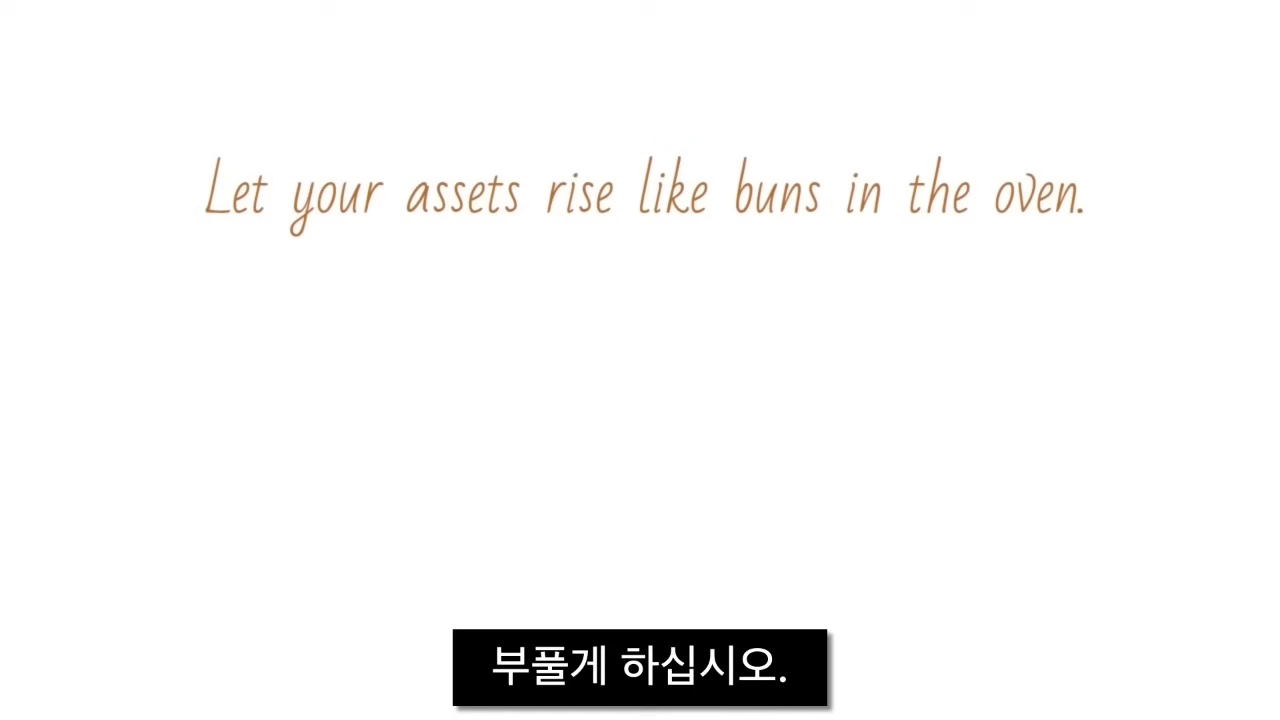 Let your assets rise like buns in the oven.
부풀게 하십시오.